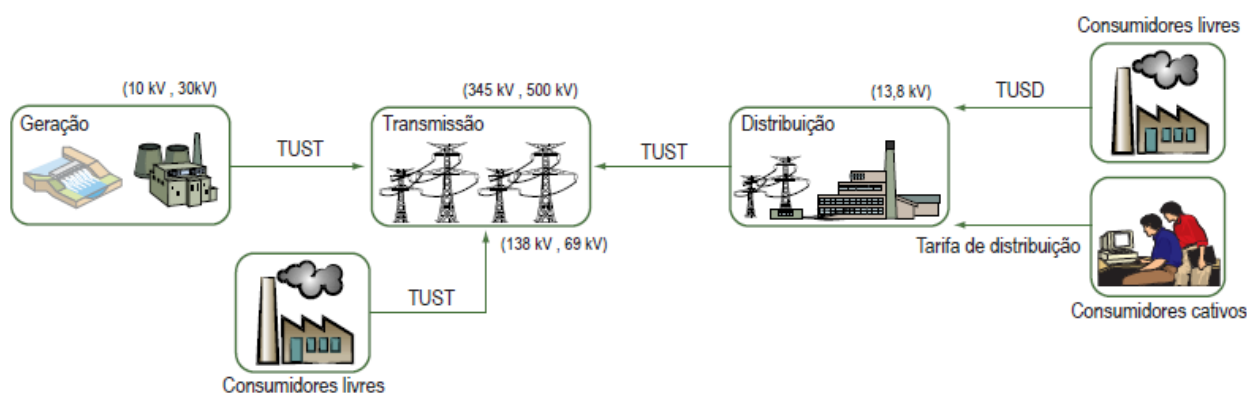 Consumidores livres
(10 kV , 30kV)
(345 kV , 500 kV)
(13,8 kV)
TUSD
Geração
Transmissão
Distribuição
TUST
TUST
(138 kV , 69 kV)
Tarifa de distribuição
TUST
Consumidores cativos
Consumidores livres